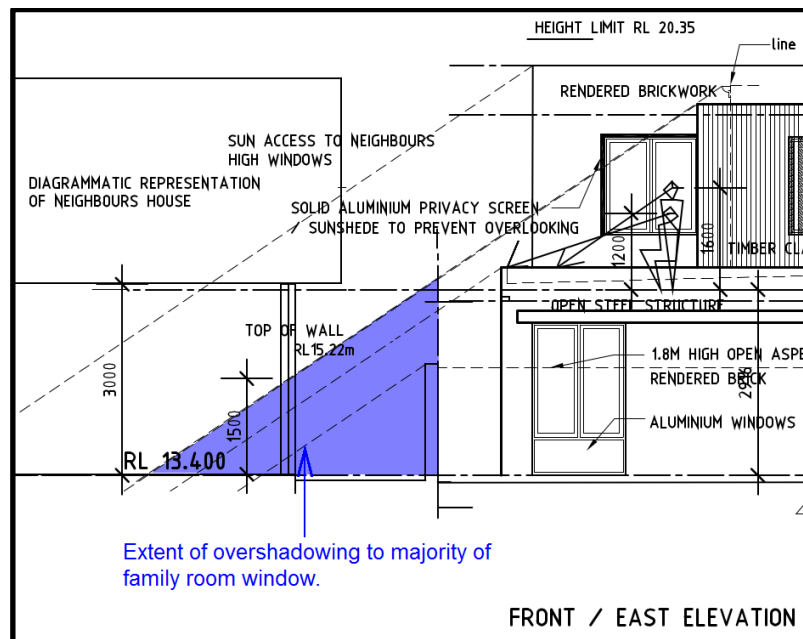 HEIGHT LIMIT RL 20.35
line
RENDERED BRICKWORK
SUN ACCESS TO NEIGHBOURS
HIGH WINDOWS
DIAGRAMMATIC REPRESENTATION
OF NEIGHBOURS HOUSE
SOLID ALUMINIUM PRIVACY SCREEN
/ SUNSHEDE TO PREVENT OVERLOOKING
1200
1600
TIMBER CLA
OPEN STEEL STRUCTURE
TOP OF WALL
RL15.22m
3000
1500
1.8M HIGH OPEN ASPE
RENDERED BRICK
ALUMINIUM WINDOWS
RL 13.400
Extent of overshadowing to majority of
family room window.
FRONT / EAST ELEVATION